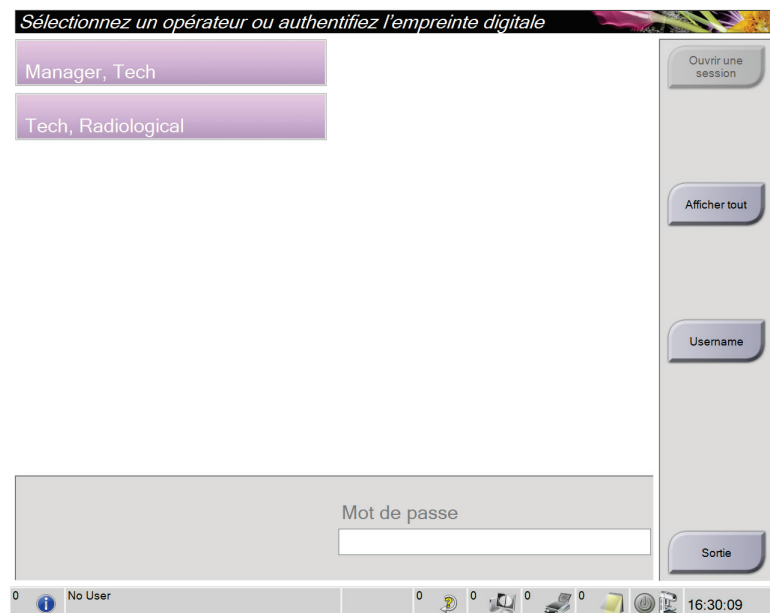 Sélectionnez un opérateur ou authentifiez l'empreinte digitale
Manager, Tech
Tech, Radiological
Ouvrir une
session
Afficher tout
Username
Mot de passe
Sortie
0
No User
0
0
0
0
16:30:09